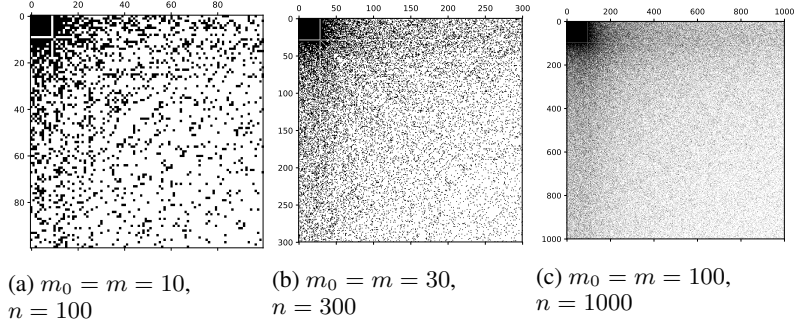 0 20 40 60 80
0
20
40
60
80
0 50 100 150 200 250 300
0
50
100
150
200
250
300
0 200 400 600 800 1000
0
200
400
600
800
1000
(a) m₀ = m = 10,
n = 100
(b) m₀ = m = 30,
n = 300
(c) m₀ = m = 100,
n = 1000